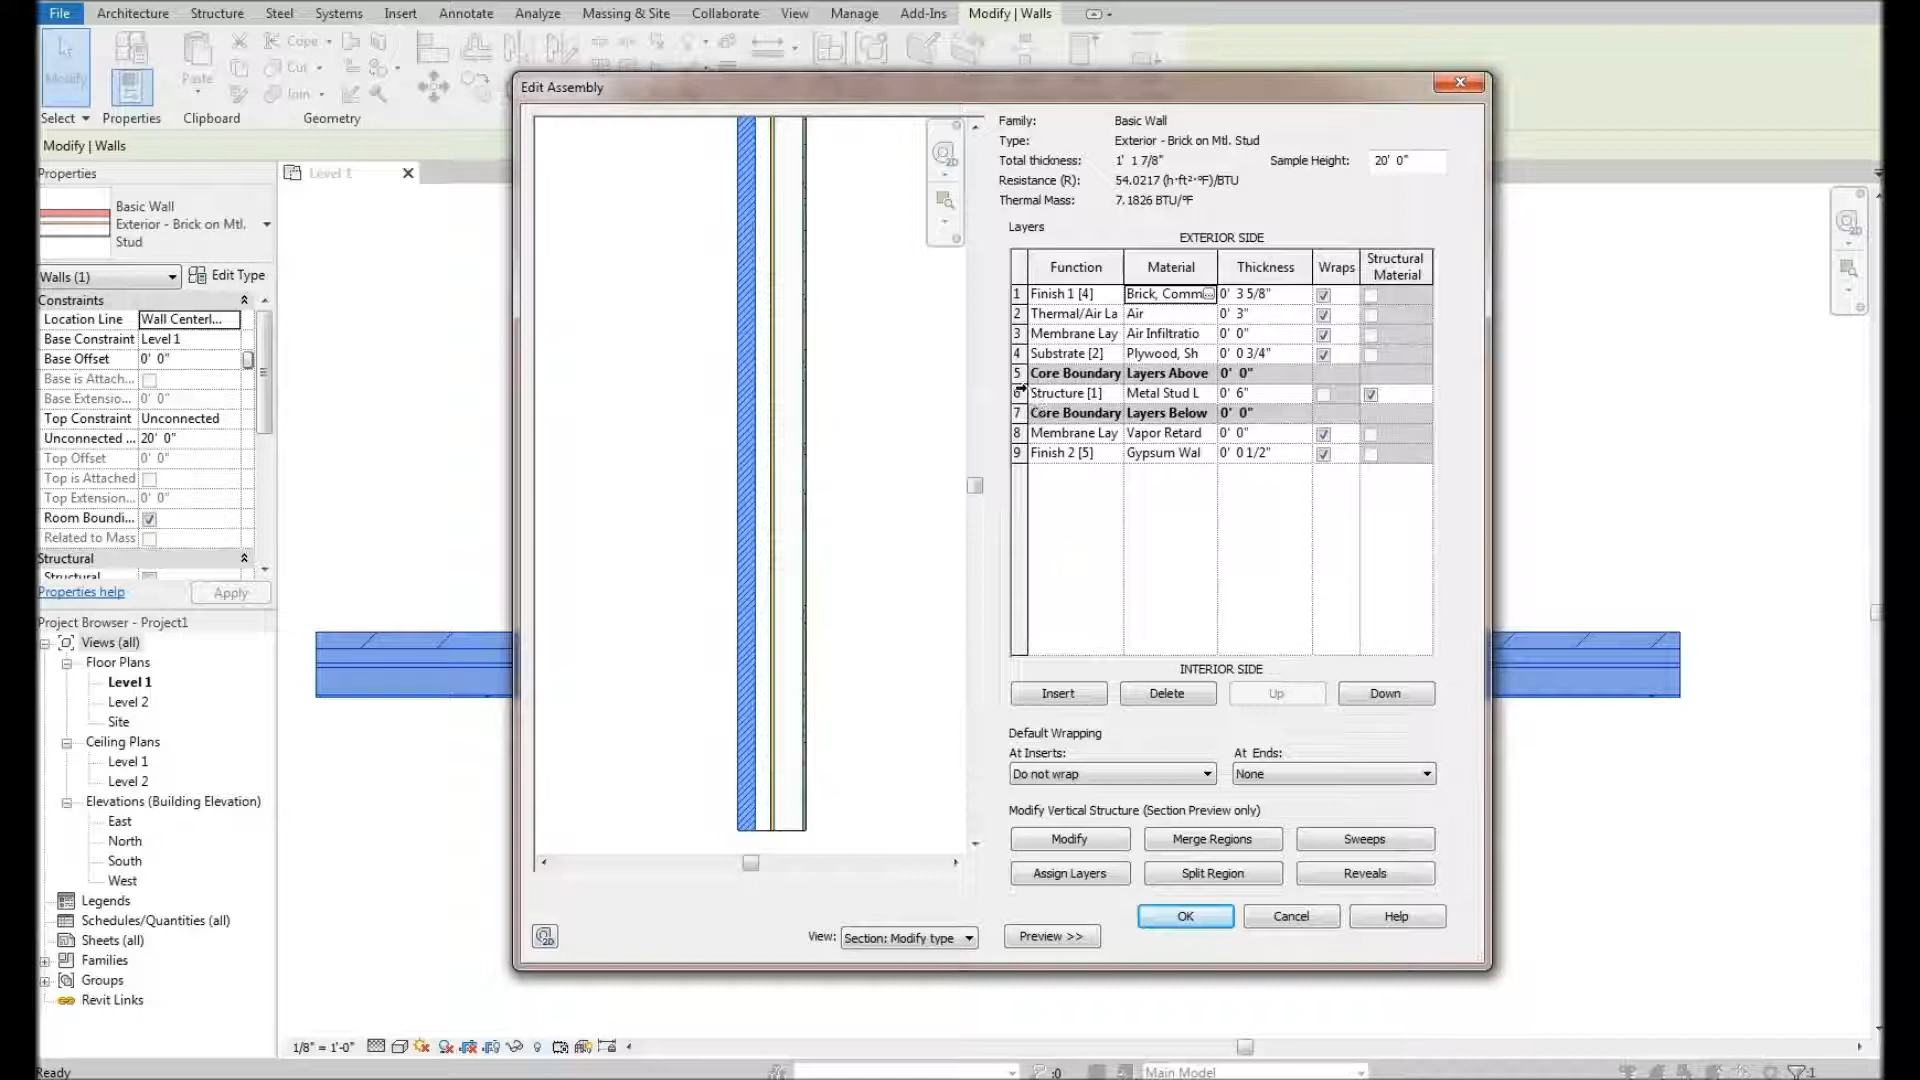 File Architecture Structure Steel Systems Insert Annotate Analyze Massing & Site Collaborate View Manage Add-Ins Modify | Walls
Modify
Paste
Cope
Cut
Join
Select Properties Clipboard Geometry
Modify | Walls
Properties
Basic Wall
Exterior - Brick on Mtl.
Stud
Walls (1) Edit Type
Constraints
Location Line Wall Centerl...
Base Constraint Level 1
Base Offset 0' 0"
Base is Attach...
Base Extensio... 0' 0"
Top Constraint Unconnected
Unconnected ... 20' 0"
Top Offset 0' 0"
Top is Attached
Top Extension... 0' 0"
Room Boundi...
Related to Mass
Structural
Structural
Properties help Apply
Project Browser - Project1
Views (all)
Floor Plans
Level 1
Level 2
Site
Ceiling Plans
Level 1
Level 2
Elevations (Building Elevation)
East
North
South
West
Legends
Schedules/Quantities (all)
Sheets (all)
Families
Groups
Revit Links
Level 1
Edit Assembly
Family: Basic Wall
Type: Exterior - Brick on Mtl. Stud
Total thickness: 1' 1 7/8" Sample Height: 20' 0"
Resistance (R): 54.0217 (h·ft²·°F)/BTU
Thermal Mass: 7.1826 BTU/°F
Layers
EXTERIOR SIDE
Function Material Thickness Wraps Structural Material
1 Finish 1 [4] Brick, Comm 0' 3 5/8"
2 Thermal/Air La Air 0' 3"
3 Membrane Lay Air Infiltratio 0' 0"
4 Substrate [2] Plywood, Sh 0' 0 3/4"
5 Core Boundary Layers Above 0' 0"
6 Structure [1] Metal Stud L 0' 6"
7 Core Boundary Layers Below 0' 0"
8 Membrane Lay Vapor Retard 0' 0"
9 Finish 2 [5] Gypsum Wal 0' 0 1/2"
INTERIOR SIDE
Insert Delete Up Down
Default Wrapping
At Inserts: At Ends:
Do not wrap None
Modify Vertical Structure (Section Preview only)
Modify Merge Regions Sweeps
Assign Layers Split Region Reveals
OK Cancel Help
View: Section: Modify type Preview >>
1/8" = 1'-0"
Ready :0 Main Model :1